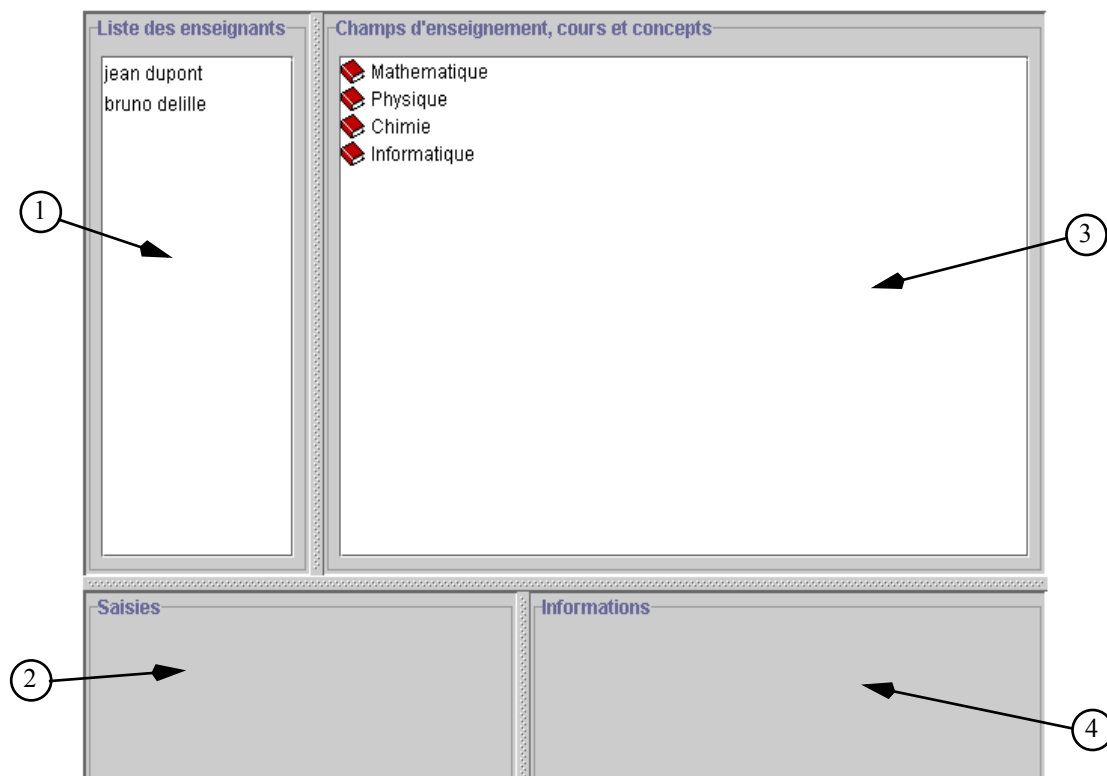 Liste des enseignants
jean dupont
bruno delille
Champs d'enseignement, cours et concepts
Mathematique
Physique
Chimie
Informatique
1
3
Saisies
Informations
2
4